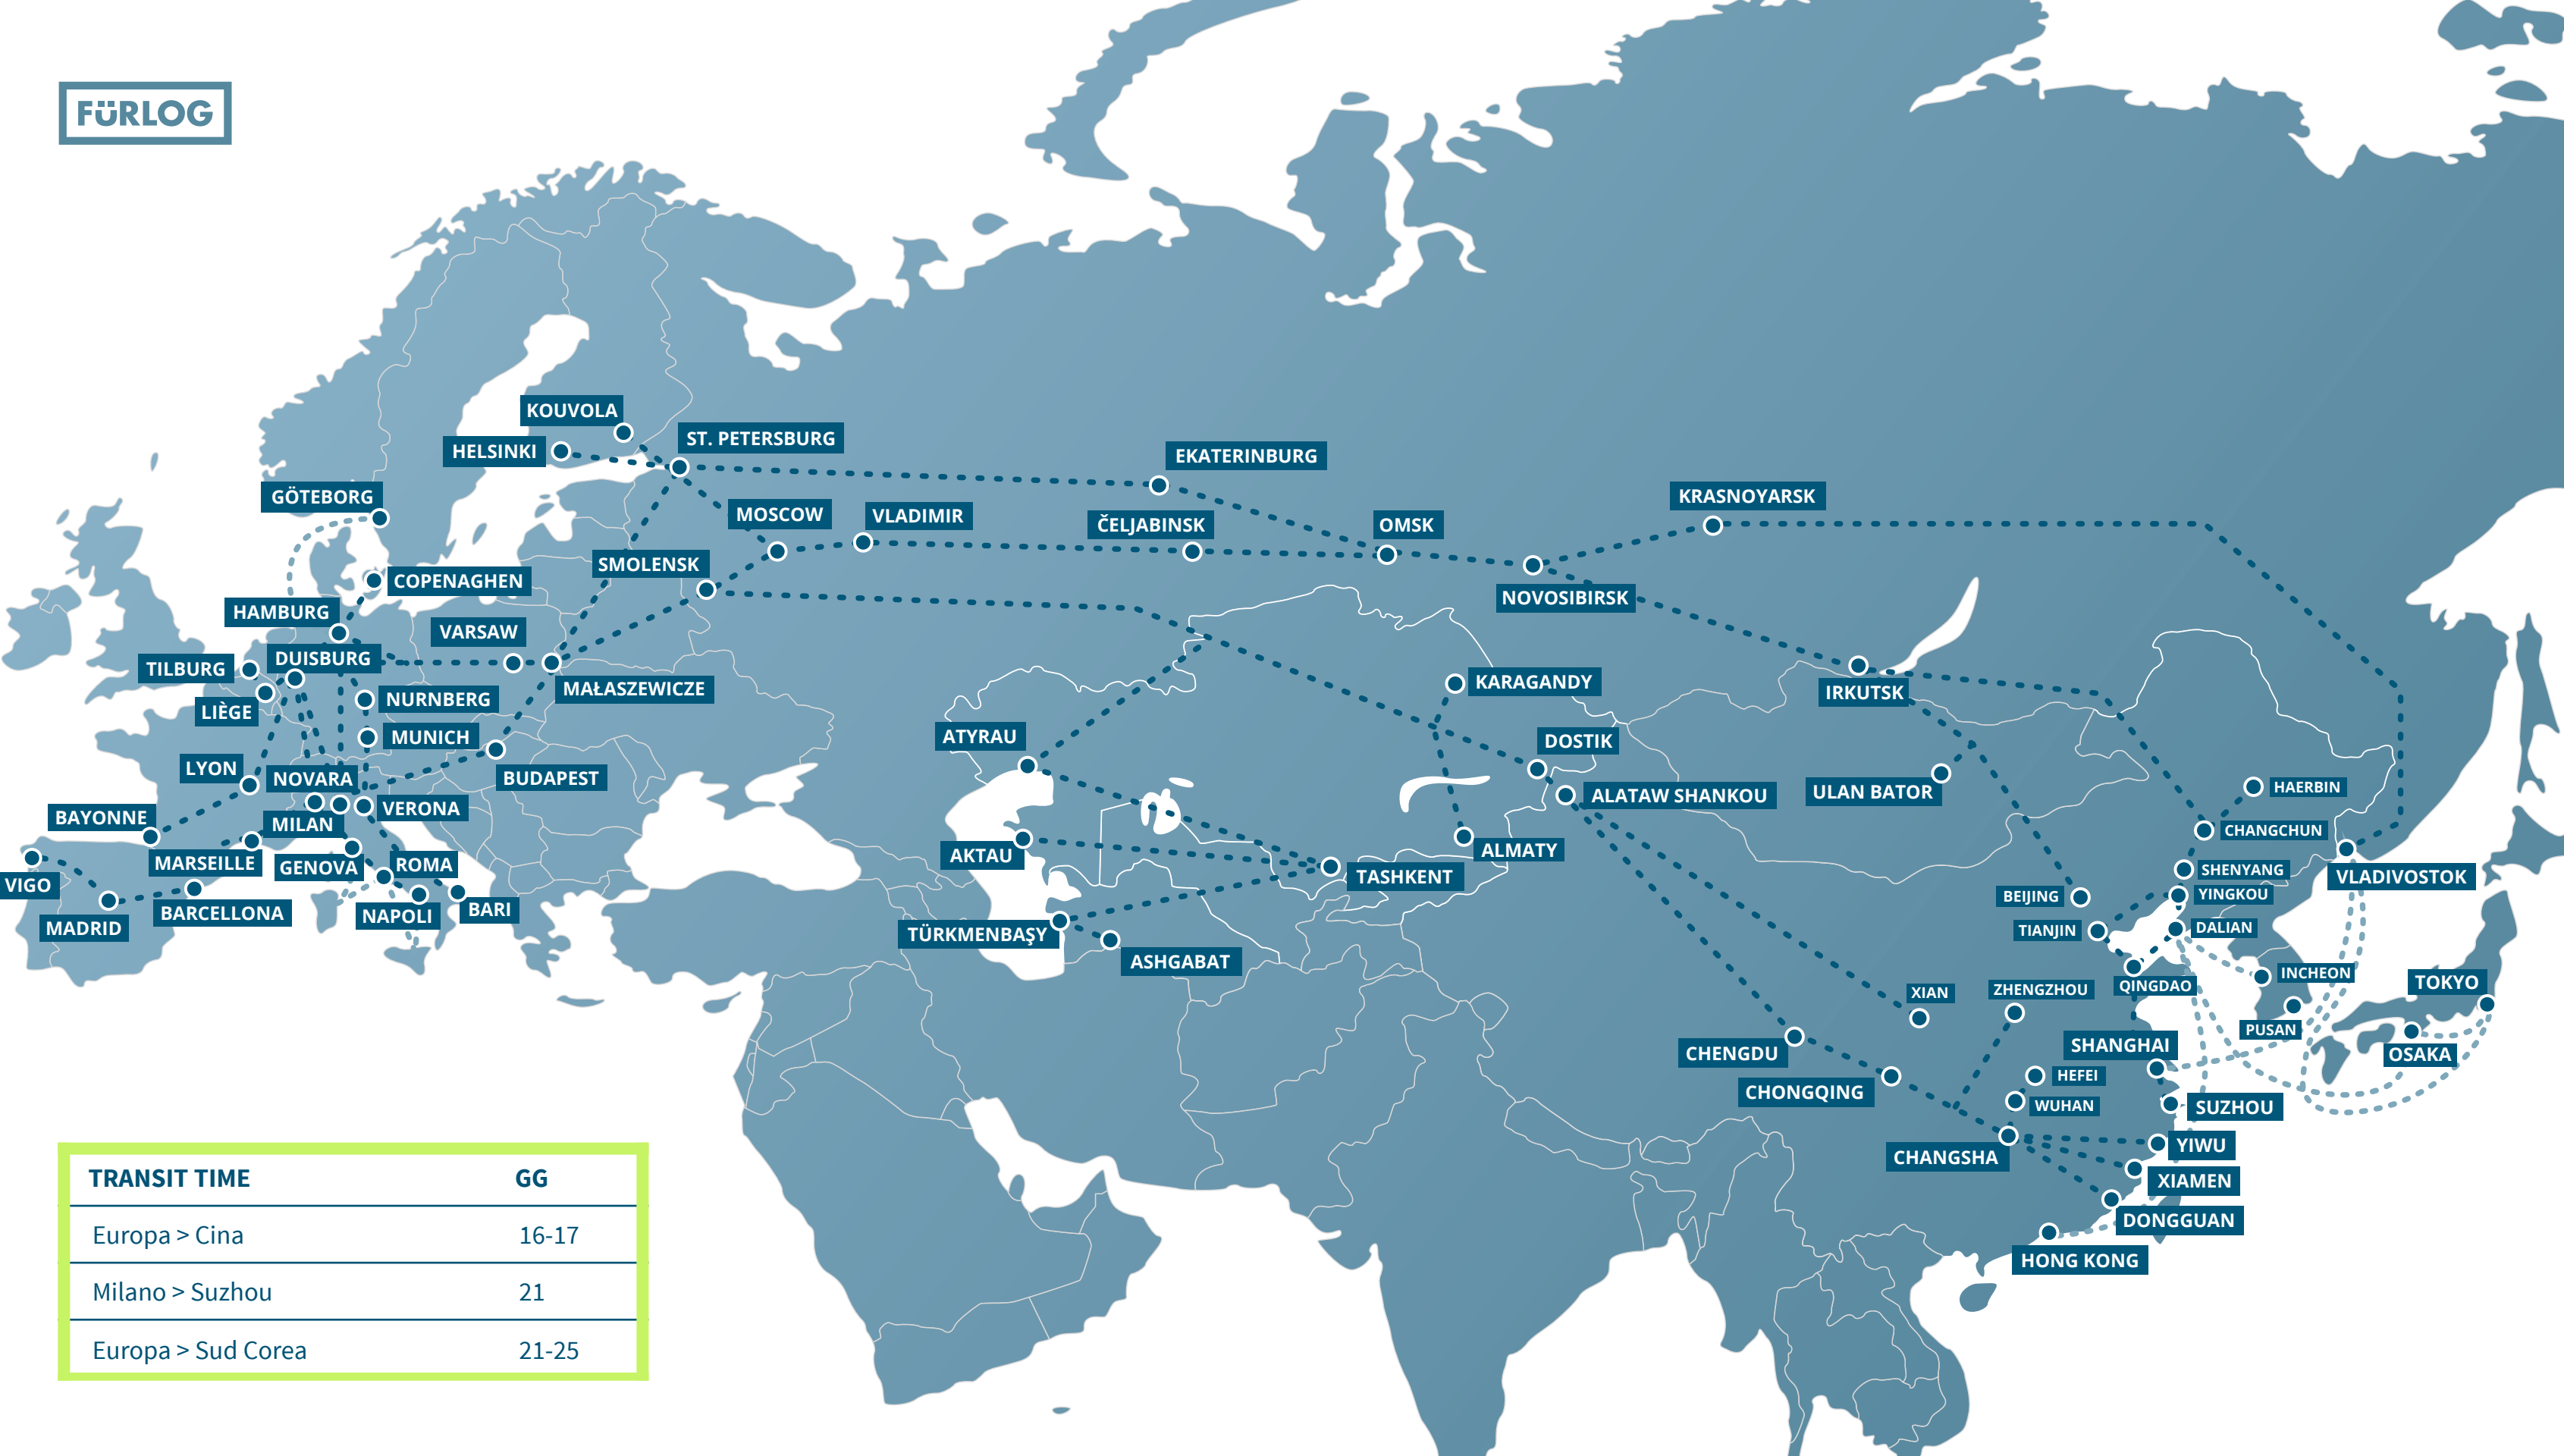 FÜRLOG
KOUVOLA
HELSINKI
ST. PETERSBURG
EKATERINBURG
GÖTEBORG
MOSCOW
VLADIMIR
ČELJABINSK
OMSK
KRASNOYARSK
SMOLENSK
COPENAGHEN
NOVOSIBIRSK
HAMBURG
VARSAW
DUISBURG
TILBURG
MAŁASZEWICZE
KARAGANDY
IRKUTSK
NURNBERG
LIÈGE
MUNICH
ATYRAU
DOSTIK
LYON
NOVARA
BUDAPEST
ALATAW SHANKOU
ULAN BATOR
HAERBIN
BAYONNE
MILAN
VERONA
CHANGCHUN
AKTAU
ALMATY
MARSEILLE
GENOVA
ROMA
TASHKENT
SHENYANG
VLADIVOSTOK
VIGO
BEIJING
YINGKOU
BARCELLONA
NAPOLI
BARI
MADRID
TÜRKMENBAŞY
TIANJIN
DALIAN
ASHGABAT
INCHEON
TOKYO
XIAN
ZHENGZHOU
QINGDAO
PUSAN
SHANGHAI
OSAKA
CHENGDU
HEFEI
CHONGQING
WUHAN
SUZHOU
CHANGSHA
YIWU
XIAMEN
DONGGUAN
HONG KONG
TRANSIT TIME GG
Europa > Cina 16-17
Milano > Suzhou 21
Europa > Sud Corea 21-25